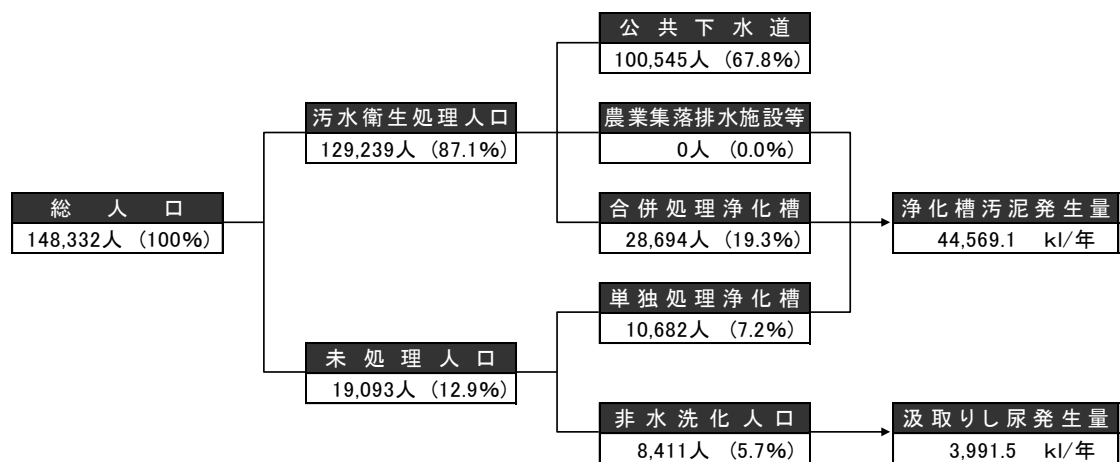 公共下水道
100,545人 (67.8%)
汚水衛生処理人口
129,239人 (87.1%)
農業集落排水施設等
0人 (0.0%)
総人口
148,332人 (100%)
合併処理浄化槽
28,694人 (19.3%)
浄化槽汚泥発生量
44,569.1 kl/年
単独処理浄化槽
10,682人 (7.2%)
未処理人口
19,093人 (12.9%)
非水洗化人口
8,411人 (5.7%)
汲取りし尿発生量
3,991.5 kl/年